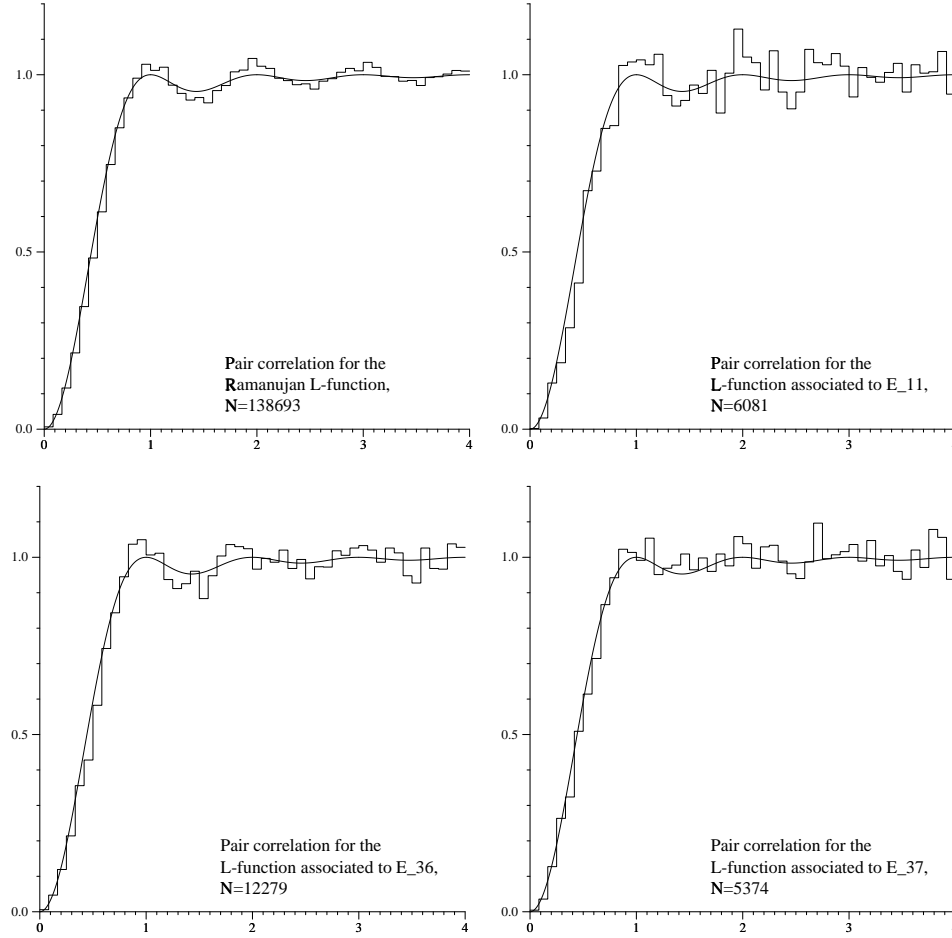 1.0
0.5
0.0
0 1 2 3 4
Pair correlation for the
Ramanujan L-function,
N=138693
1.0
0.5
0.0
0 1 2 3
Pair correlation for the
L-function associated to E_11,
N=6081
1.0
0.5
0.0
0 1 2 3 4
Pair correlation for the
L-function associated to E_36,
N=12279
1.0
0.5
0.0
0 1 2 3
Pair correlation for the
L-function associated to E_37,
N=5374